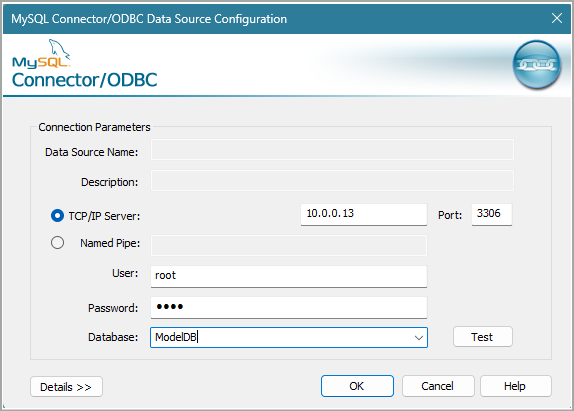 MySQL Connector/ODBC Data Source Configuration
MySQL
Connector/ODBC
Connection Parameters
Data Source Name:
Description:
TCP/IP Server: 10.0.0.13 Port: 3306
Named Pipe:
User: root
Password: ••••
Database: ModelDB Test
Details >> OK Cancel Help